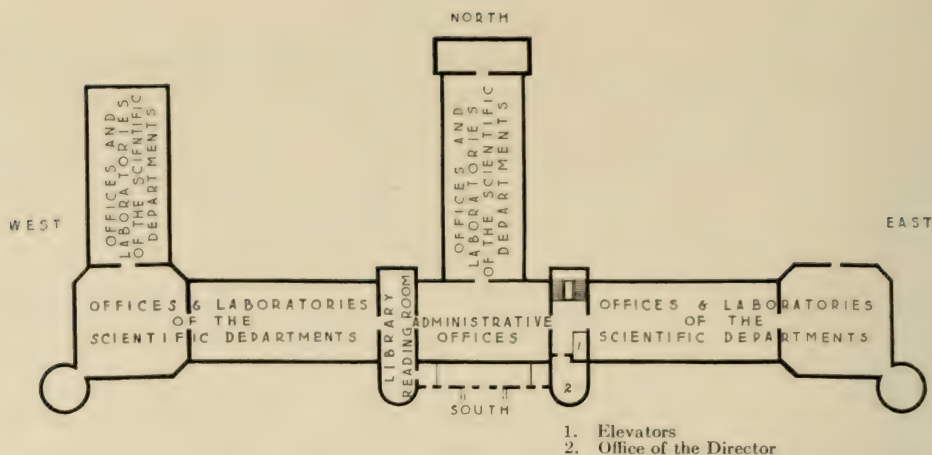 NORTH
OFFICES AND
LABORATORIES
OF THE SCIENTIFIC
DEPARTMENTS
OFFICES AND
LABORATORIES
OF THE SCIENTIFIC
DEPARTMENTS
WEST
EAST
OFFICES & LABORATORIES
OF THE
SCIENTIFIC DEPARTMENTS
LIBRARY
READING ROOM
ADMINISTRATIVE
OFFICES
OFFICES & LABORATORIES
OF THE
SCIENTIFIC DEPARTMENTS
1
2
SOUTH
1. Elevators
2. Office of the Director